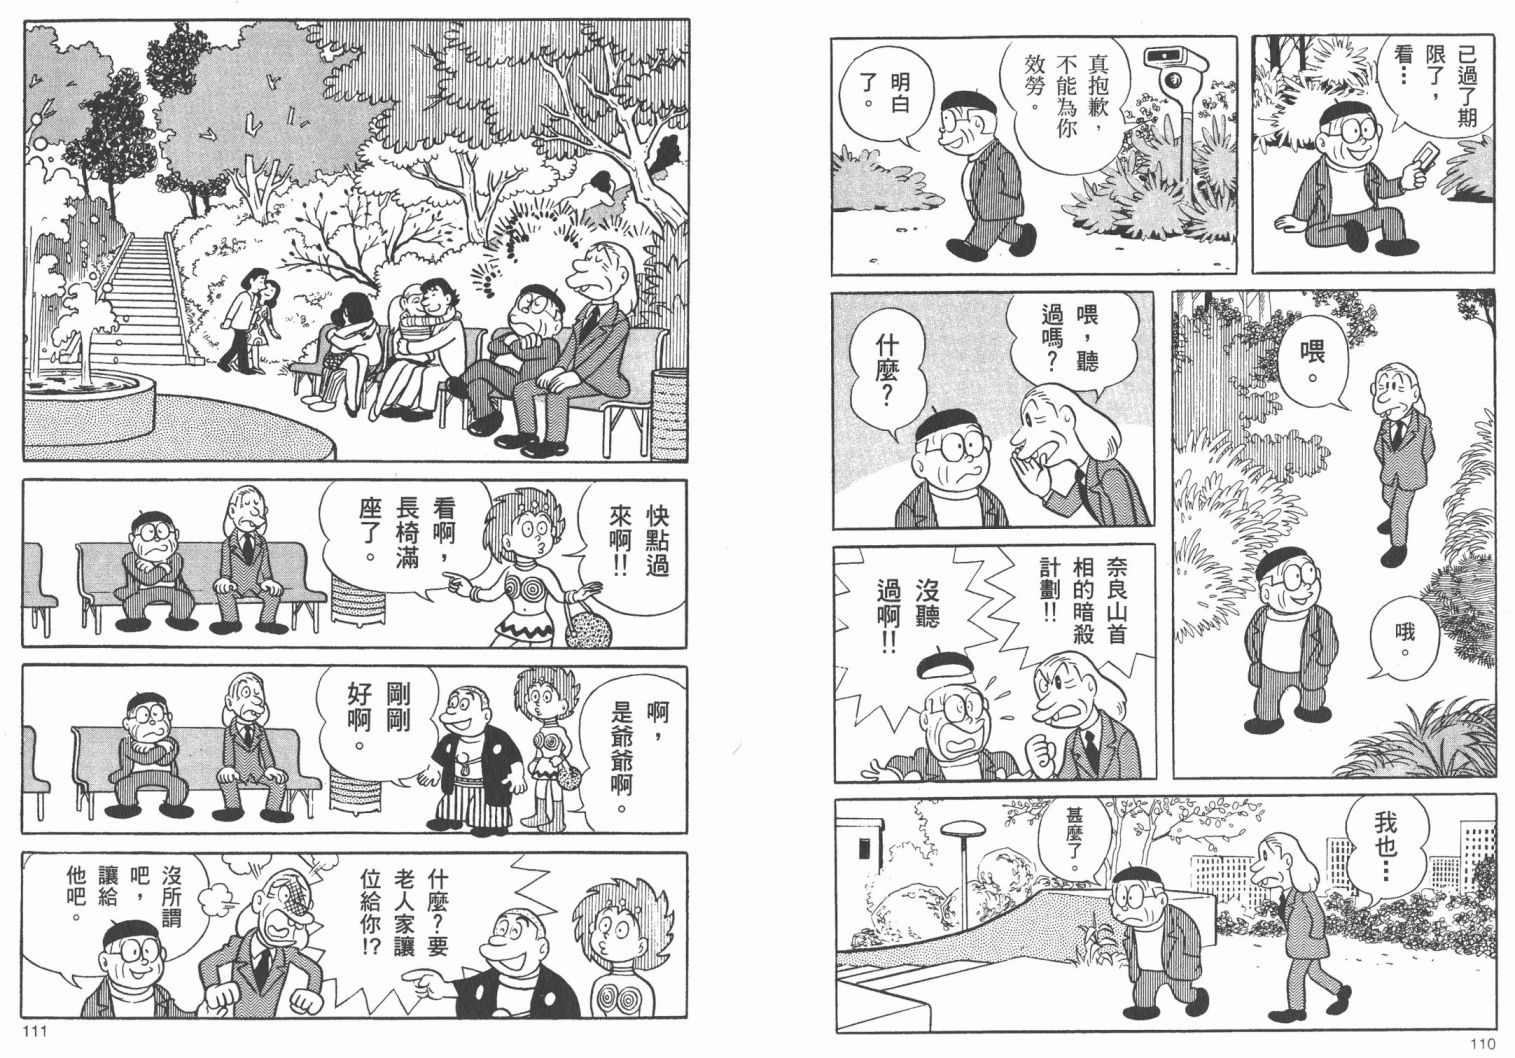 已過了期
限了，
看⋯
真抱歉，
不能為你
效勞。
明白
了。
喂。
哦。
喂，聽
過嗎？
什麼？
奈良山首
相的暗殺
計劃!!
沒聽
過啊!!
我也⋯
甚麼了。
110
快點過
來啊!!
看啊，
長椅滿
座了。
啊，
是爺爺啊。
剛剛
好啊。
什麼？要
老人家讓
位給你!?
沒所謂
吧，
讓給
他吧。
111